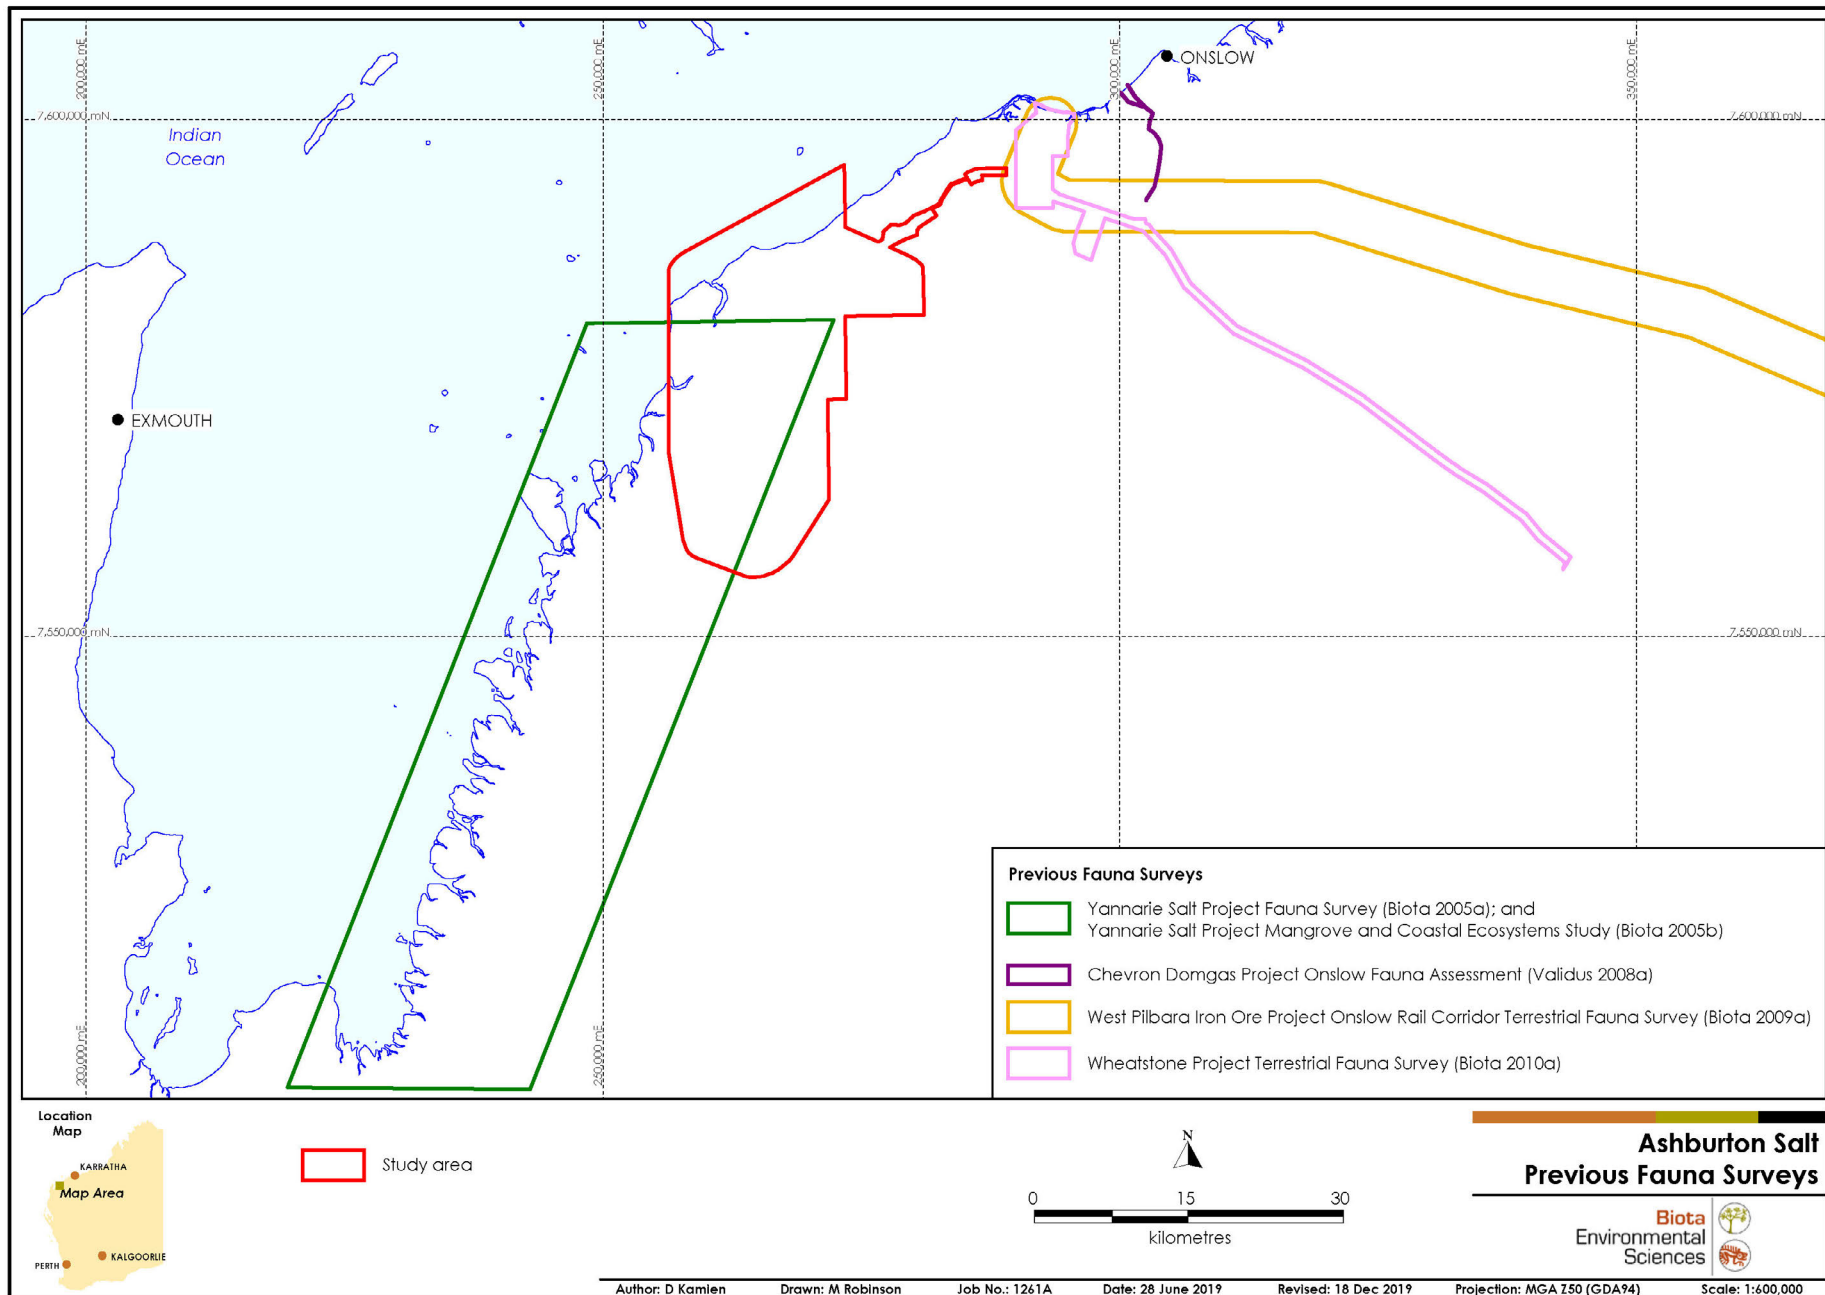 200,000 mE
250,000 mE
300,000 mE
350,000 mE
ONSLOW
7,600,000 mN
7,600,000 mN
Indian
Ocean
EXMOUTH
7,550,000 mN
7,550,000 mN
200,000 mE
250,000 mE
Previous Fauna Surveys
Yannarie Salt Project Fauna Survey (Biota 2005a); and
Yannarie Salt Project Mangrove and Coastal Ecosystems Study (Biota 2005b)
Chevron Domgas Project Onslow Fauna Assessment (Validus 2008a)
West Pilbara Iron Ore Project Onslow Rail Corridor Terrestrial Fauna Survey (Biota 2009a)
Wheatstone Project Terrestrial Fauna Survey (Biota 2010a)
Location
Map
KARRATHA
Map Area
KALGOORLIE
PERTH
Study area
N
0 15 30
kilometres
Ashburton Salt
Previous Fauna Surveys
Biota
Environmental
Sciences
Author: D Kamien Drawn: M Robinson Job No.: 1261A Date: 28 June 2019 Revised: 18 Dec 2019 Projection: MGA Z50 (GDA94) Scale: 1:600,000